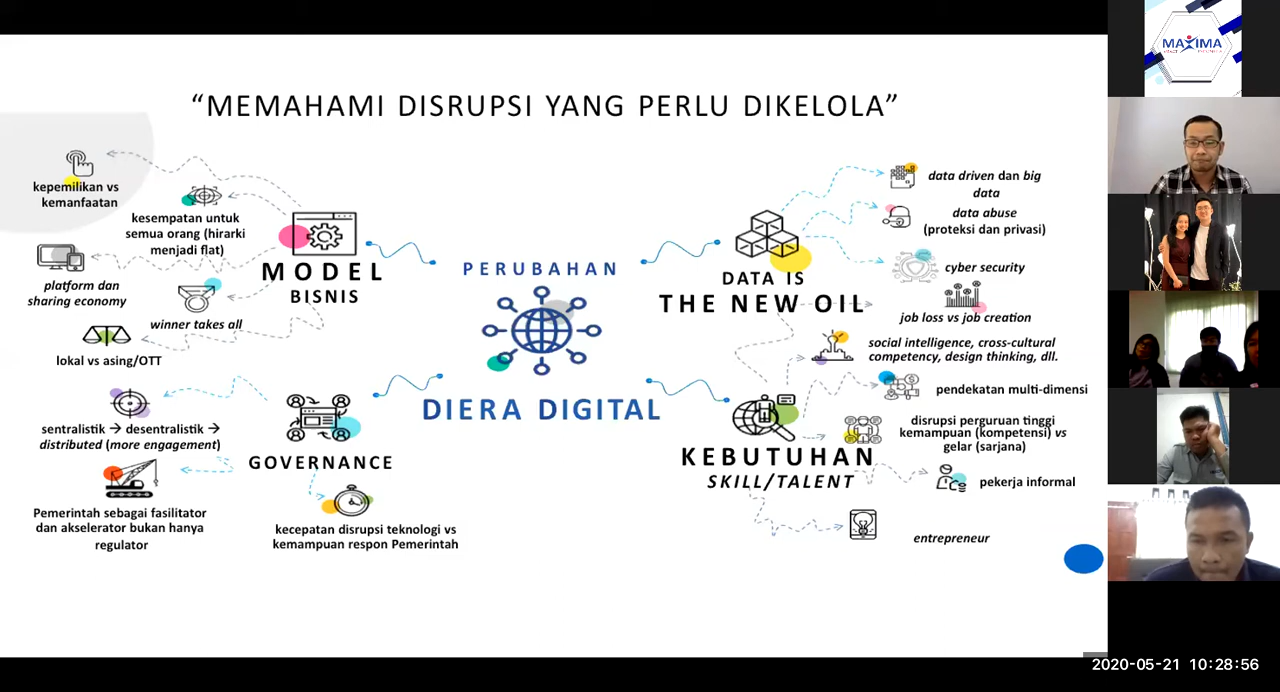 “MEMAHAMI DISRUPSI YANG PERLU DIKELOLA”
kepemilikan vs
kemanfaatan
kesempatan untuk
semua orang (hirarki
menjadi flat)
platform dan
sharing economy
winner takes all
lokal vs asing/OTT
MODEL
BISNIS
PERUBAHAN
DIERA DIGITAL
DATA IS
THE NEW OIL
data driven dan big
data
data abuse
(proteksi dan privasi)
cyber security
job loss vs job creation
social intelligence, cross-cultural
competency, design thinking, dll.
pendekatan multi-dimensi
disrupsi perguruan tinggi
kemampuan (kompetensi) vs
gelar (sarjana)
pekerja informal
entrepreneur
KEBUTUHAN
SKILL/TALENT
sentralistik → desentralistik →
distributed (more engagement)
GOVERNANCE
Pemerintah sebagai fasilitator
dan akselerator bukan hanya
regulator
kecepatan disrupsi teknologi vs
kemampuan respon Pemerintah
MAXIMA
2020-05-21 10:28:56